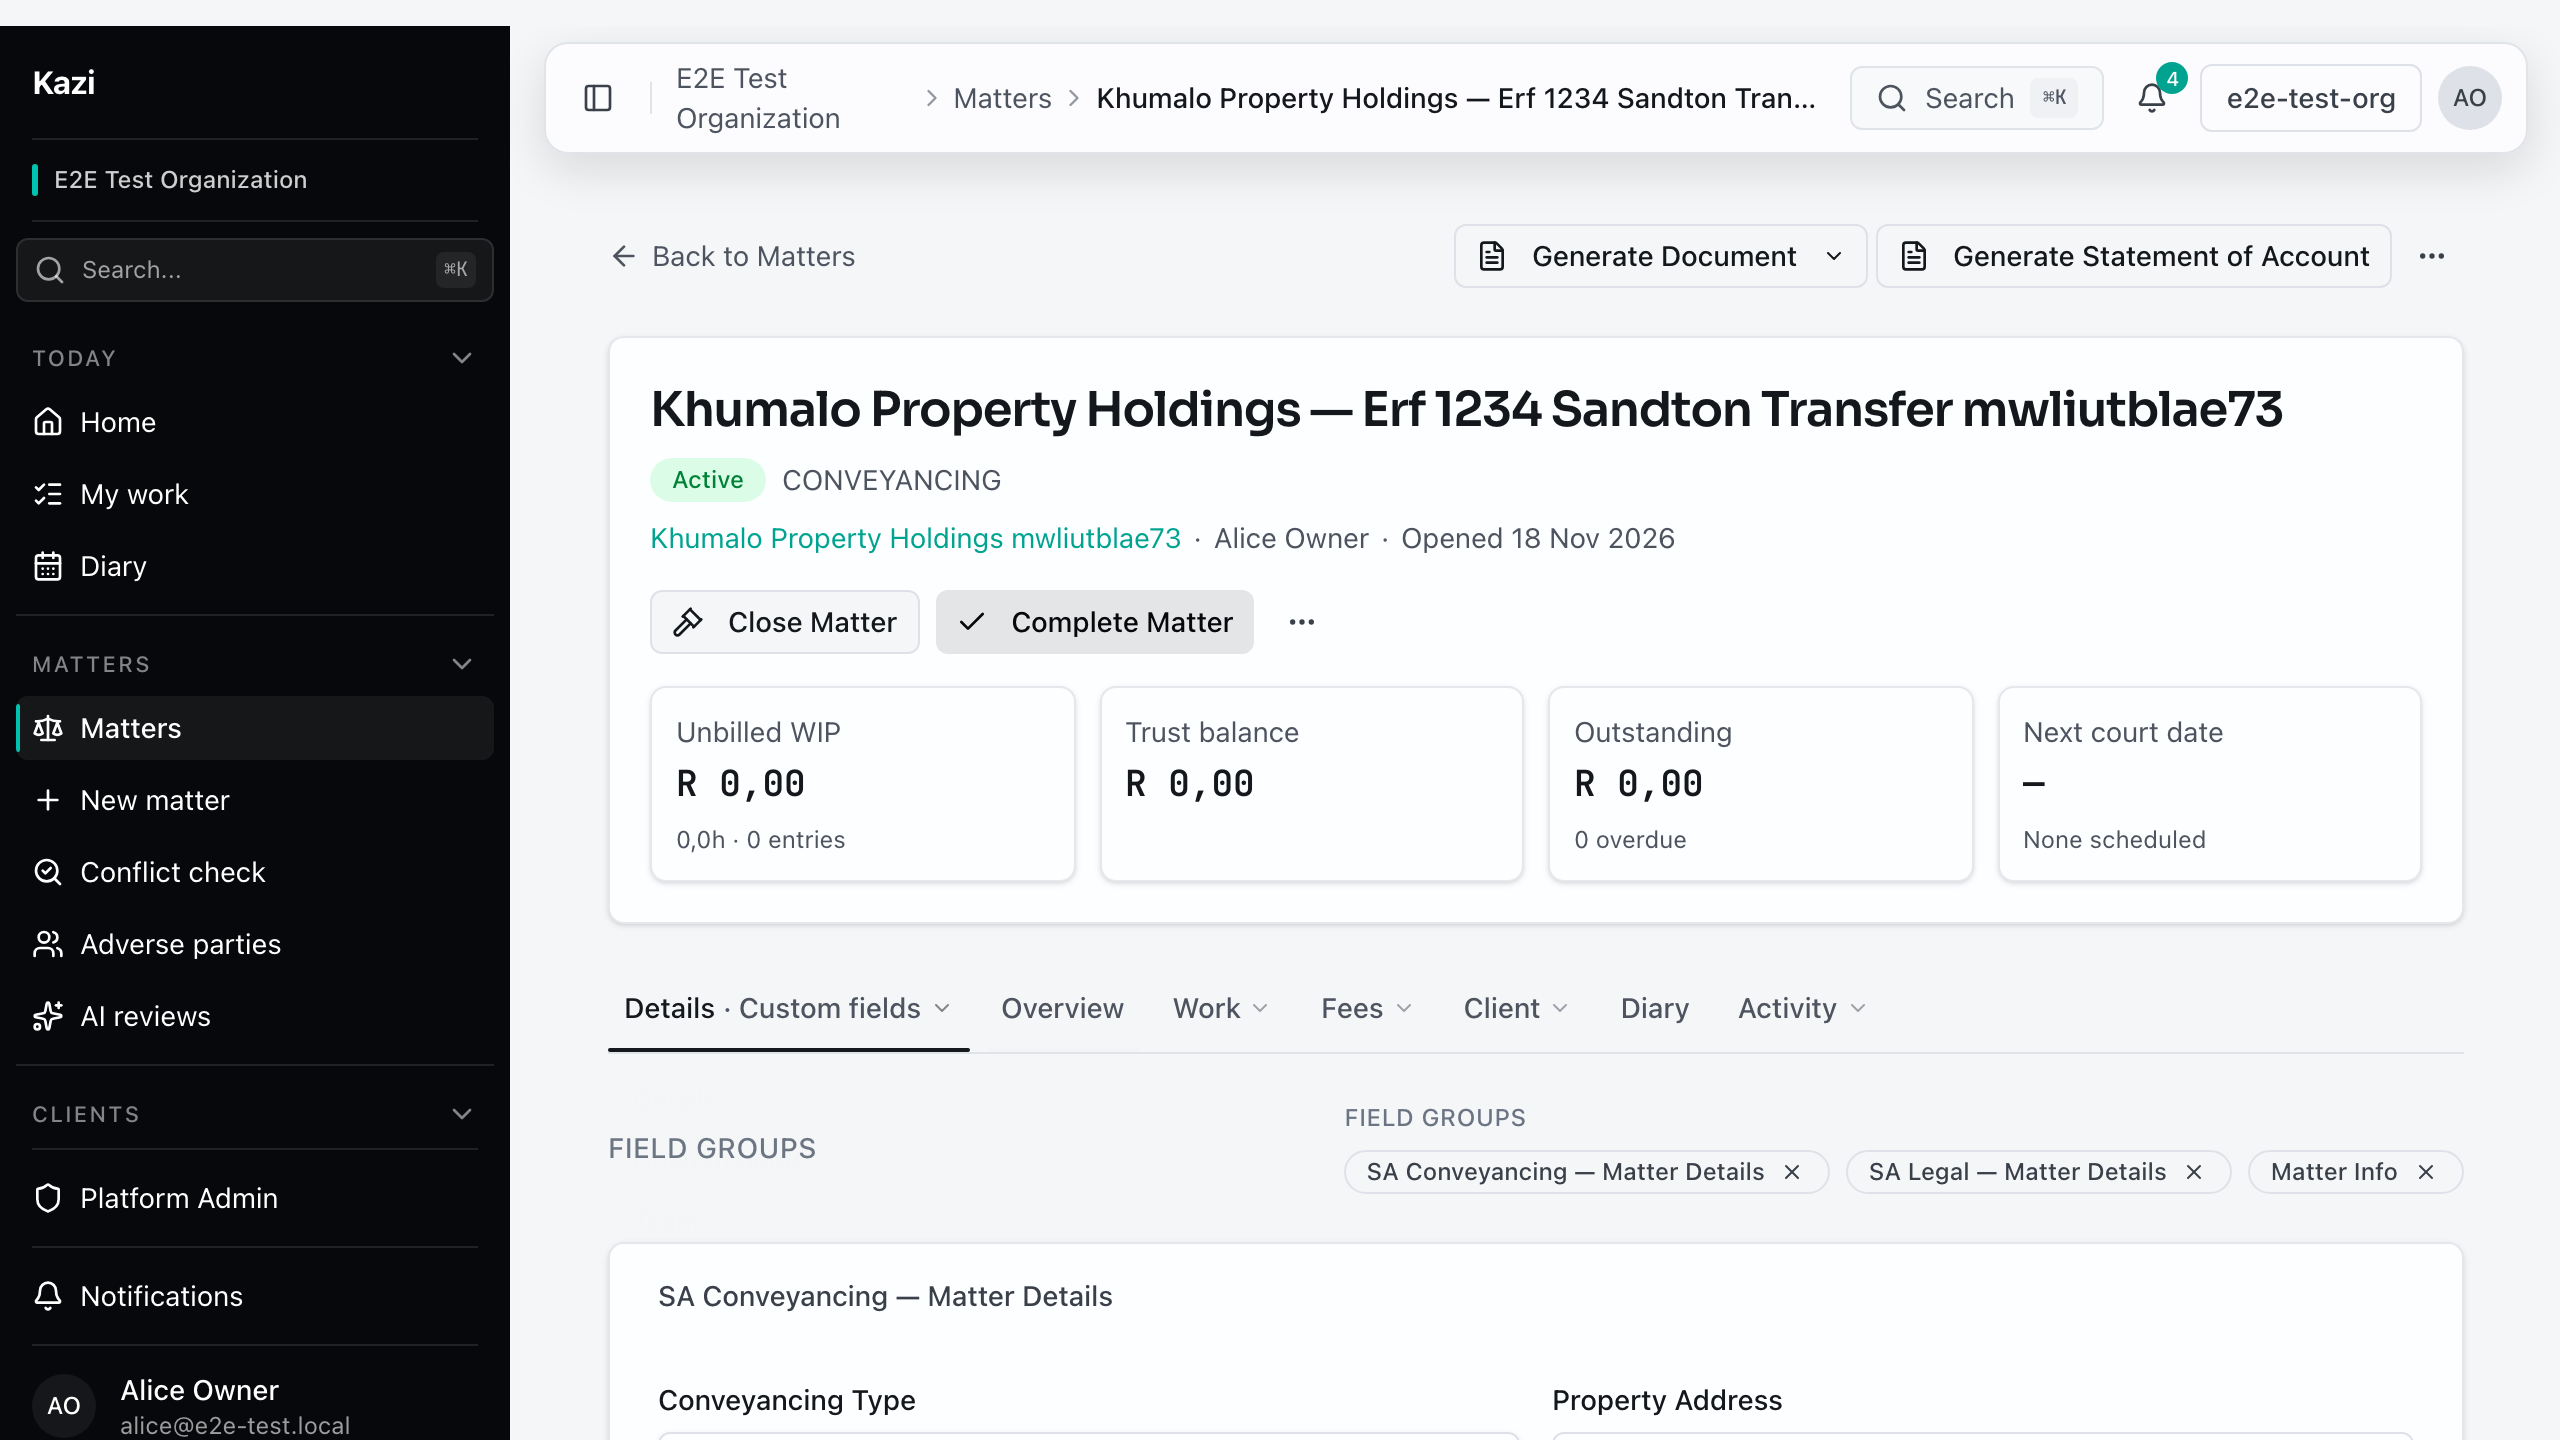 Kazi
E2E Test Organization
Search... ⌘K
TODAY
Home
My work
Diary
MATTERS
Matters
New matter
Conflict check
Adverse parties
AI reviews
CLIENTS
Platform Admin
Notifications
AO
Alice Owner
alice@e2e-test.local
E2E Test
Organization
Matters
Khumalo Property Holdings — Erf 1234 Sandton Tran...
Search ⌘K
4
e2e-test-org
AO
Back to Matters
Generate Document
Generate Statement of Account
Khumalo Property Holdings — Erf 1234 Sandton Transfer mwliutblae73
Active CONVEYANCING
Khumalo Property Holdings mwliutblae73 · Alice Owner · Opened 18 Nov 2026
Close Matter
Complete Matter
Unbilled WIP
R 0,00
0,0h · 0 entries
Trust balance
R 0,00
Outstanding
R 0,00
0 overdue
Next court date
—
None scheduled
Details · Custom fields
Overview
Work
Fees
Client
Diary
Activity
FIELD GROUPS
FIELD GROUPS
SA Conveyancing — Matter Details
SA Legal — Matter Details
Matter Info
SA Conveyancing — Matter Details
Conveyancing Type
Property Address